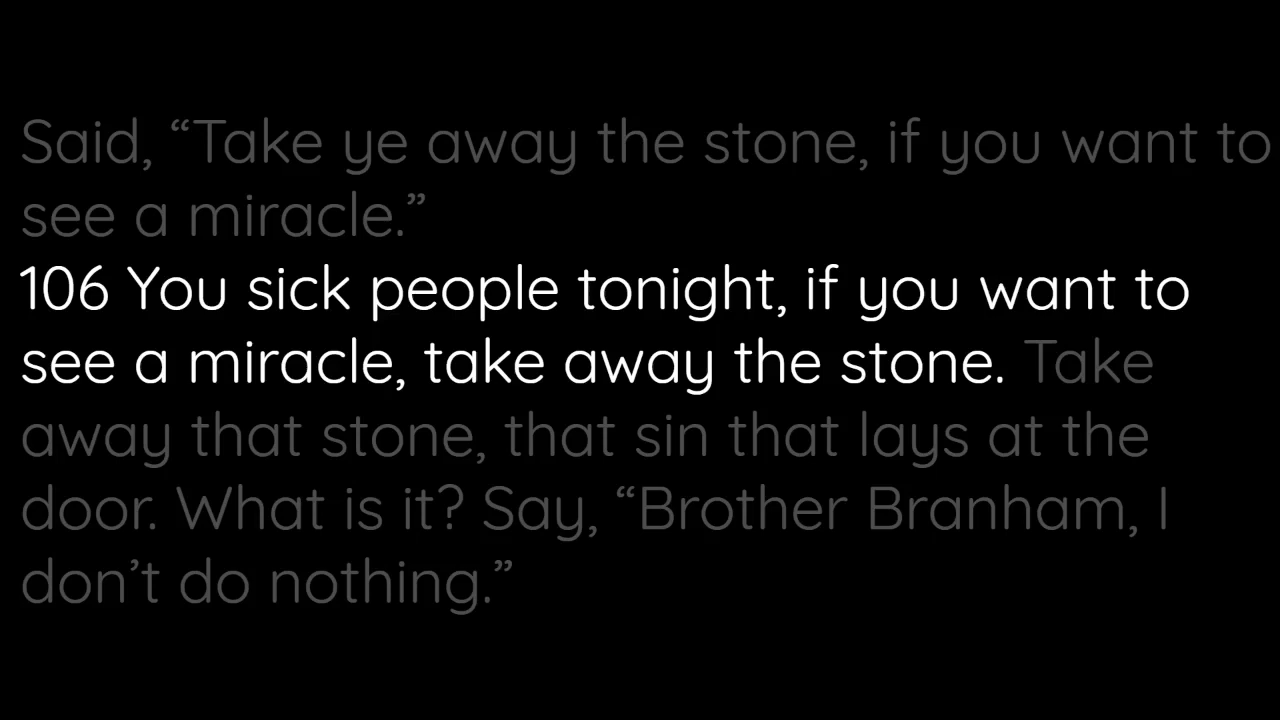 Said, “Take ye away the stone, if you want to
see a miracle.”
106 You sick people tonight, if you want to
see a miracle, take away the stone. Take
away that stone, that sin that lays at the
door. What is it? Say, “Brother Branham, I
don’t do nothing.”